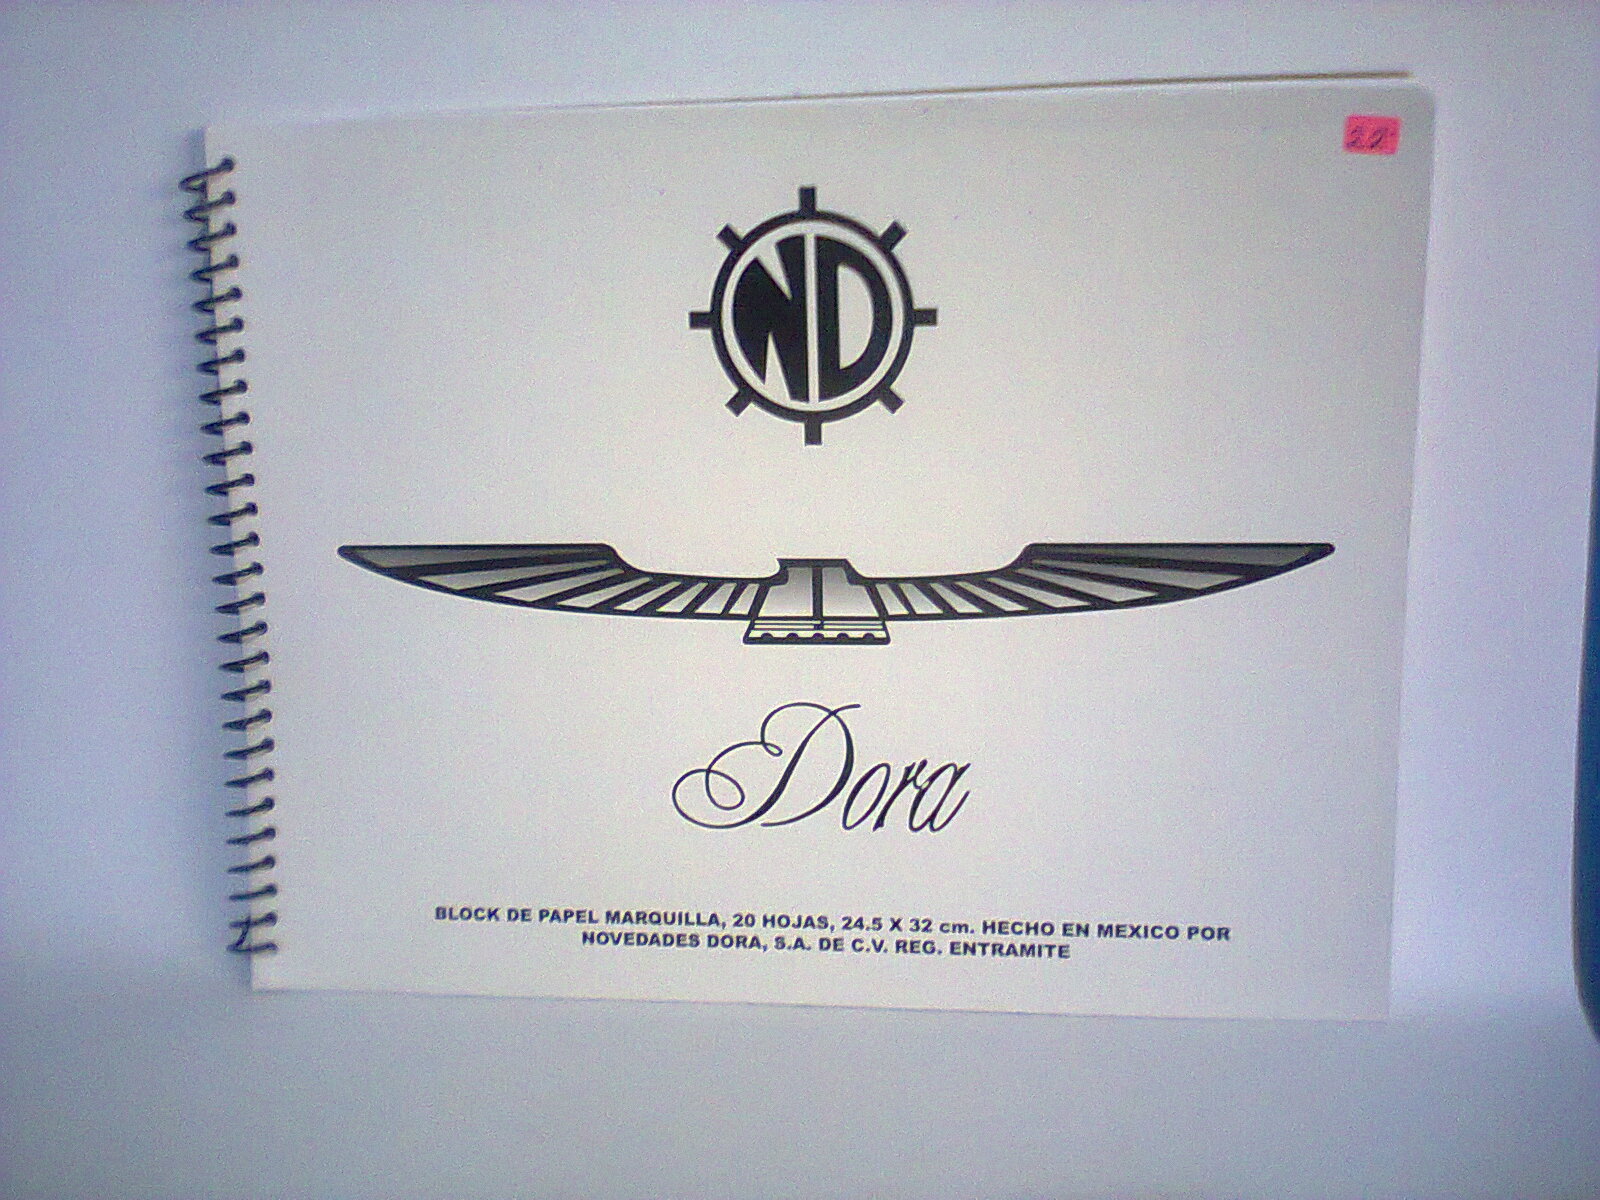 22
ND
Dora
BLOCK DE PAPEL MARQUILLA, 20 HOJAS, 24.5 X 32 cm. HECHO EN MEXICO POR
NOVEDADES DORA, S.A. DE C.V. REG. ENTRAMITE